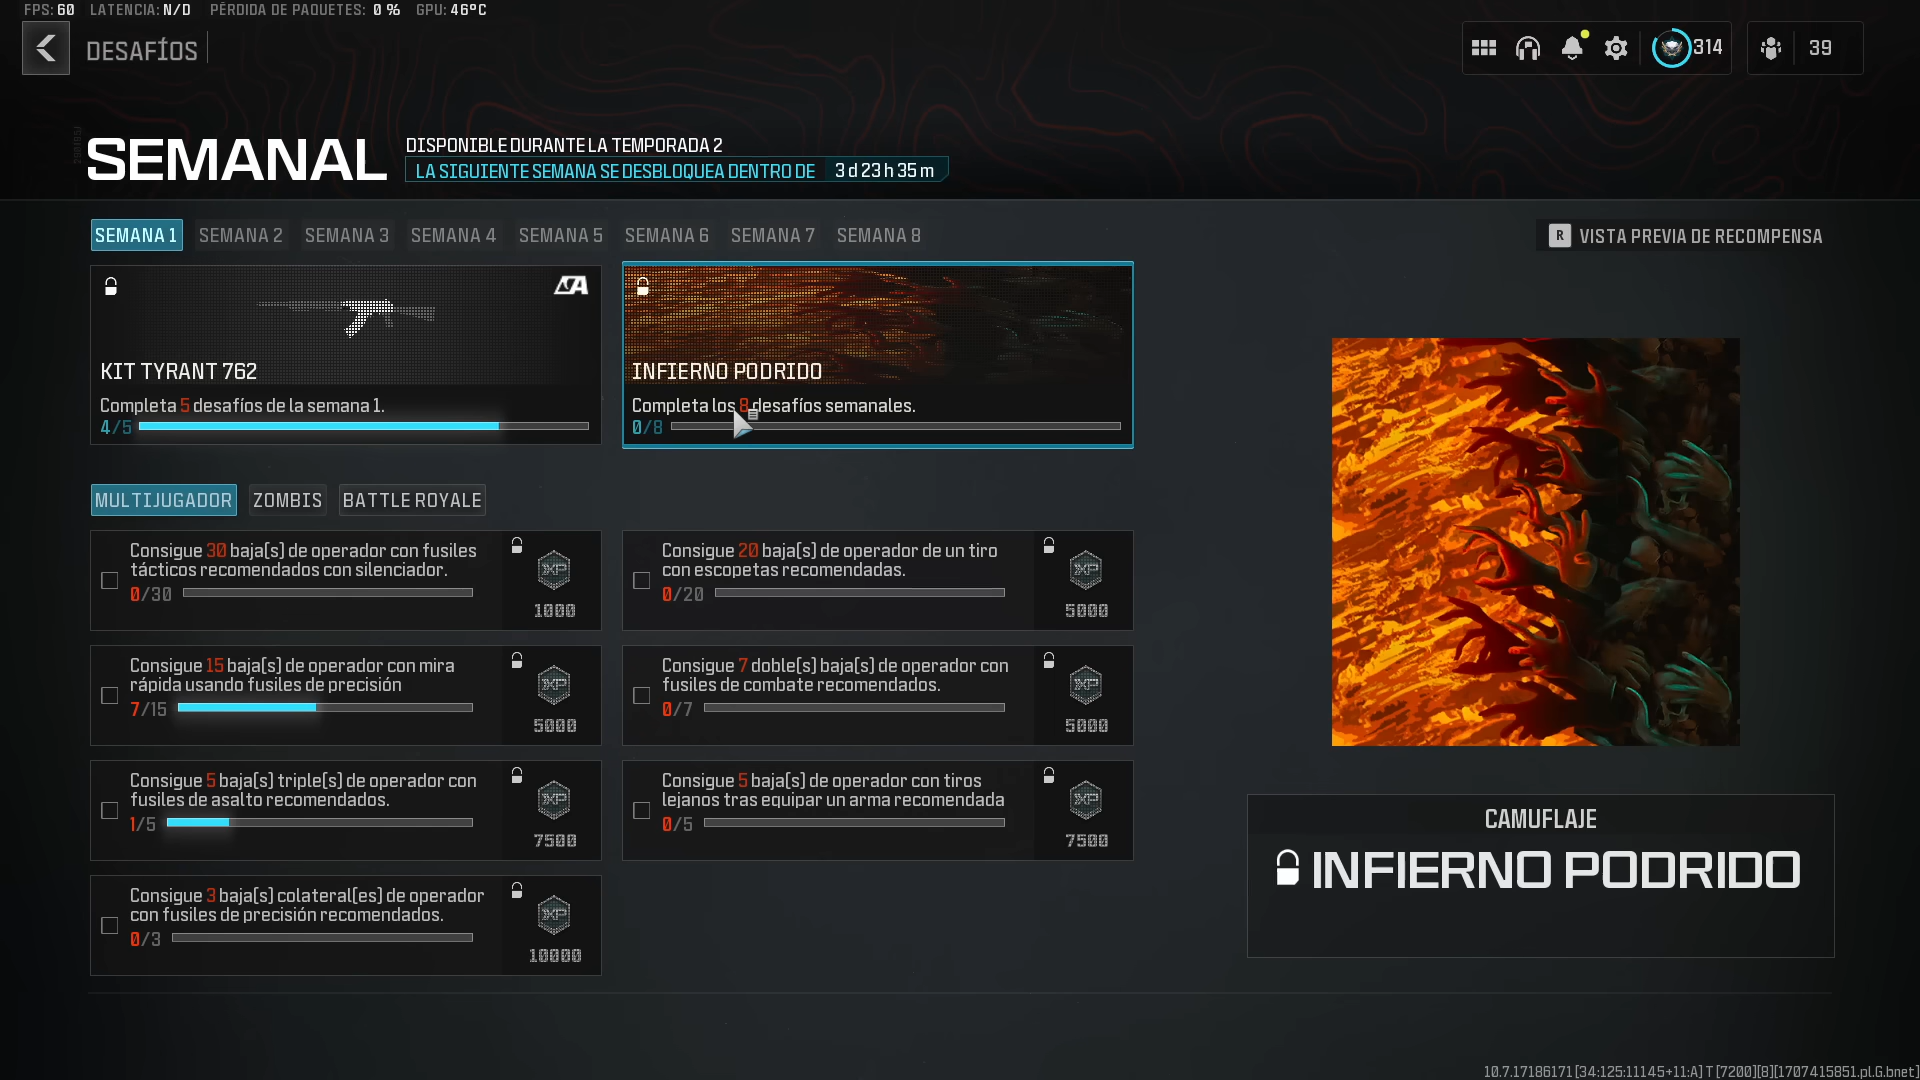 FPS: 60 LATENCIA: N/D PÉRDIDA DE PAQUETES: 0 % GPU: 46ºC
DESAFÍOS
314
39
SEMANAL
DISPONIBLE DURANTE LA TEMPORADA 2
LA SIGUIENTE SEMANA SE DESBLOQUEA DENTRO DE 3 d 23 h 35 m
SEMANA 1 SEMANA 2 SEMANA 3 SEMANA 4 SEMANA 5 SEMANA 6 SEMANA 7 SEMANA 8
R VISTA PREVIA DE RECOMPENSA
KIT TYRANT 762
Completa 5 desafíos de la semana 1.
4/5
INFIERNO PODRIDO
Completa los 8 desafíos semanales.
0/8
MULTIJUGADOR ZOMBIS BATTLE ROYALE
Consigue 30 baja(s) de operador con fusiles
tácticos recomendados con silenciador.
0/30
XP
1000
Consigue 20 baja(s) de operador de un tiro
con escopetas recomendadas.
0/20
XP
5000
Consigue 15 baja(s) de operador con mira
rápida usando fusiles de precisión
7/15
XP
5000
Consigue 7 doble(s) baja(s) de operador con
fusiles de combate recomendados.
0/7
XP
5000
Consigue 5 baja(s) triple(s) de operador con
fusiles de asalto recomendados.
1/5
XP
7500
Consigue 5 baja(s) de operador con tiros
lejanos tras equipar un arma recomendada
0/5
XP
7500
Consigue 3 baja(s) colateral(es) de operador
con fusiles de precisión recomendados.
0/3
XP
10000
CAMUFLAJE
INFIERNO PODRIDO
10.7.17186171 [34:125:11145+11:A] T [7200][8][1707415851.pl.G.bnet]